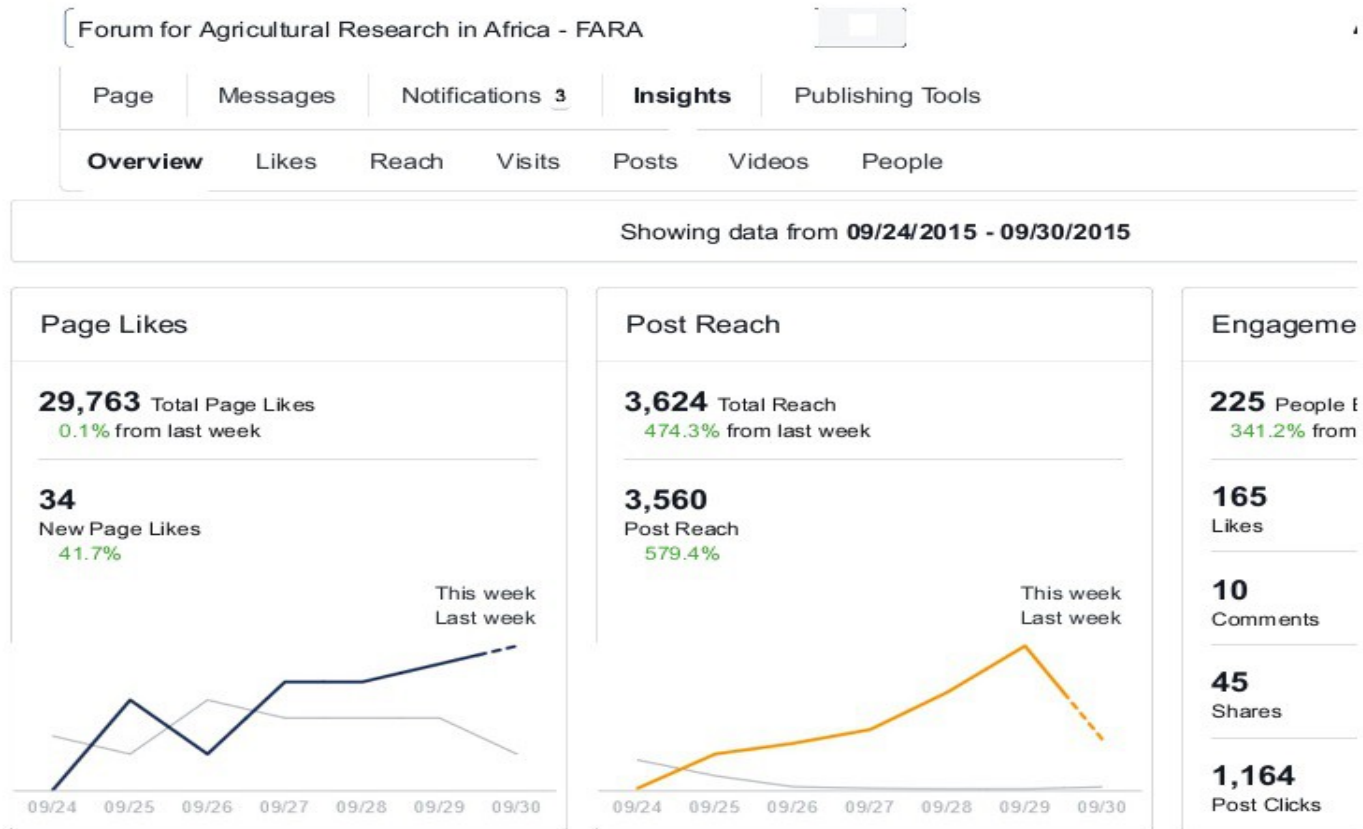 Forum for Agricultural Research in Africa - FARA
Page Messages Notifications 3 Insights Publishing Tools
Overview Likes Reach Visits Posts Videos People
Showing data from 09/24/2015 - 09/30/2015
Page Likes
29,763 Total Page Likes
0.1% from last week
34
New Page Likes
41.7%
This week
Last week
09/24 09/25 09/26 09/27 09/28 09/29 09/30
Post Reach
3,624 Total Reach
474.3% from last week
3,560
Post Reach
579.4%
This week
Last week
09/24 09/25 09/26 09/27 09/28 09/29 09/30
Engageme
225 People
341.2% from
165
Likes
10
Comments
45
Shares
1,164
Post Clicks